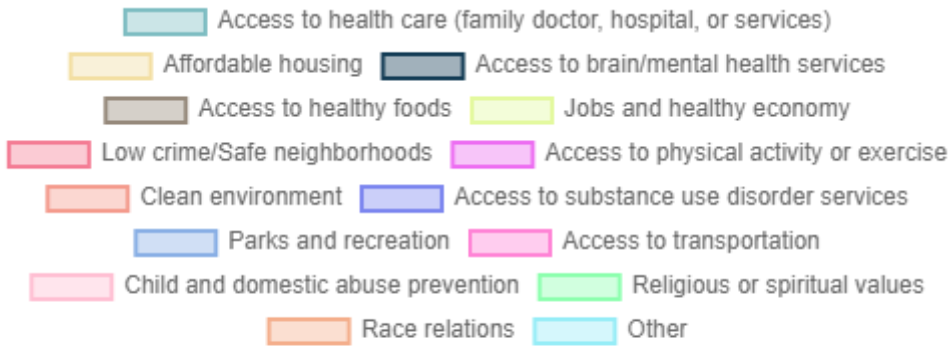 Access to health care (family doctor, hospital, or services)
Affordable housing Access to brain/mental health services
Access to healthy foods Jobs and healthy economy
Low crime/Safe neighborhoods Access to physical activity or exercise
Clean environment Access to substance use disorder services
Parks and recreation Access to transportation
Child and domestic abuse prevention Religious or spiritual values
Race relations Other